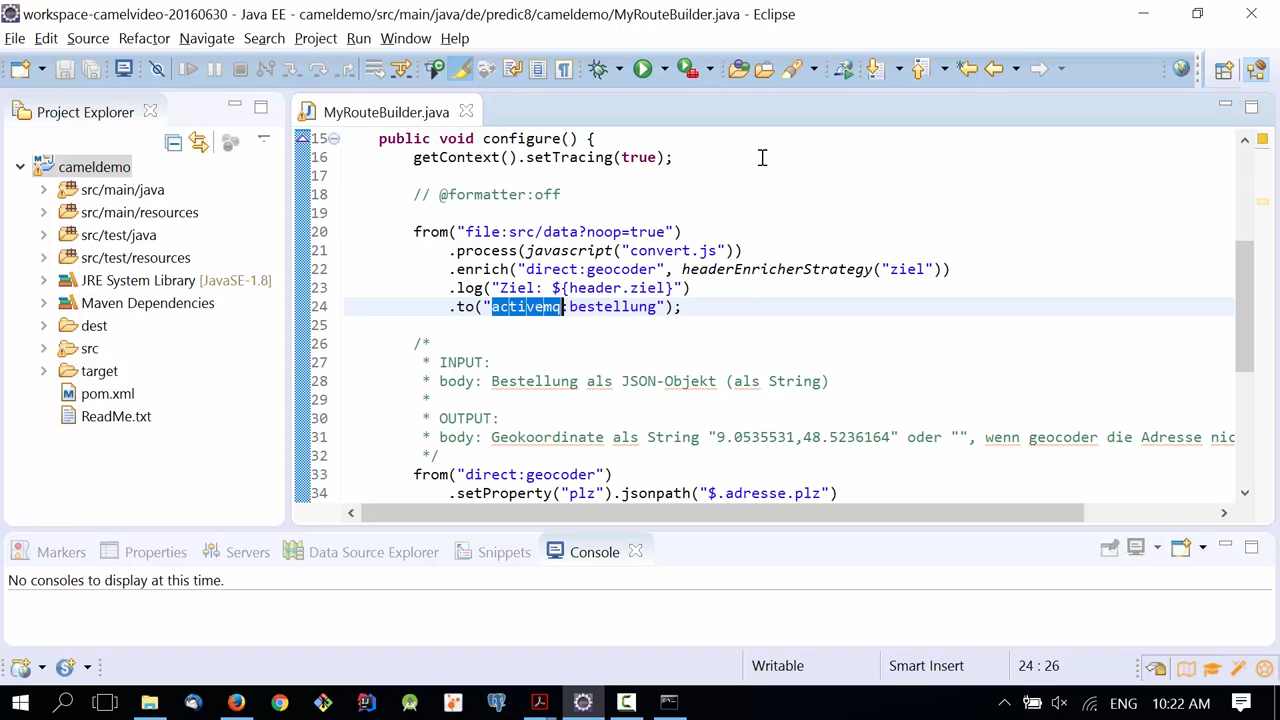 workspace-camelvideo-20160630 - Java EE - cameldemo/src/main/java/de/predic8/cameldemo/MyRouteBuilder.java - Eclipse
File Edit Source Refactor Navigate Search Project Run Window Help
Project Explorer
cameldemo
src/main/java
src/main/resources
src/test/java
src/test/resources
JRE System Library [JavaSE-1.8]
Maven Dependencies
dest
src
target
pom.xml
ReadMe.txt
MyRouteBuilder.java
15 public void configure() {
16 getContext().setTracing(true);
17
18 // @formatter:off
19
20 from("file:src/data?noop=true")
21 .process(javascript("convert.js"))
22 .enrich("direct:geocoder", headerEnricherStrategy("ziel"))
23 .log("Ziel: ${header.ziel}")
24 .to("activemq:bestellung");
25
26 /*
27 * INPUT:
28 * body: Bestellung als JSON-Objekt (als String)
29 *
30 * OUTPUT:
31 * body: Geokoordinate als String "9.0535531,48.5236164" oder "", wenn geocoder die Adresse nic
32 */
33 from("direct:geocoder")
34 .setProperty("plz").jsonpath("$.adresse.plz")
Markers Properties Servers Data Source Explorer Snippets Console
No consoles to display at this time.
Writable Smart Insert 24 : 26
ENG 10:22 AM